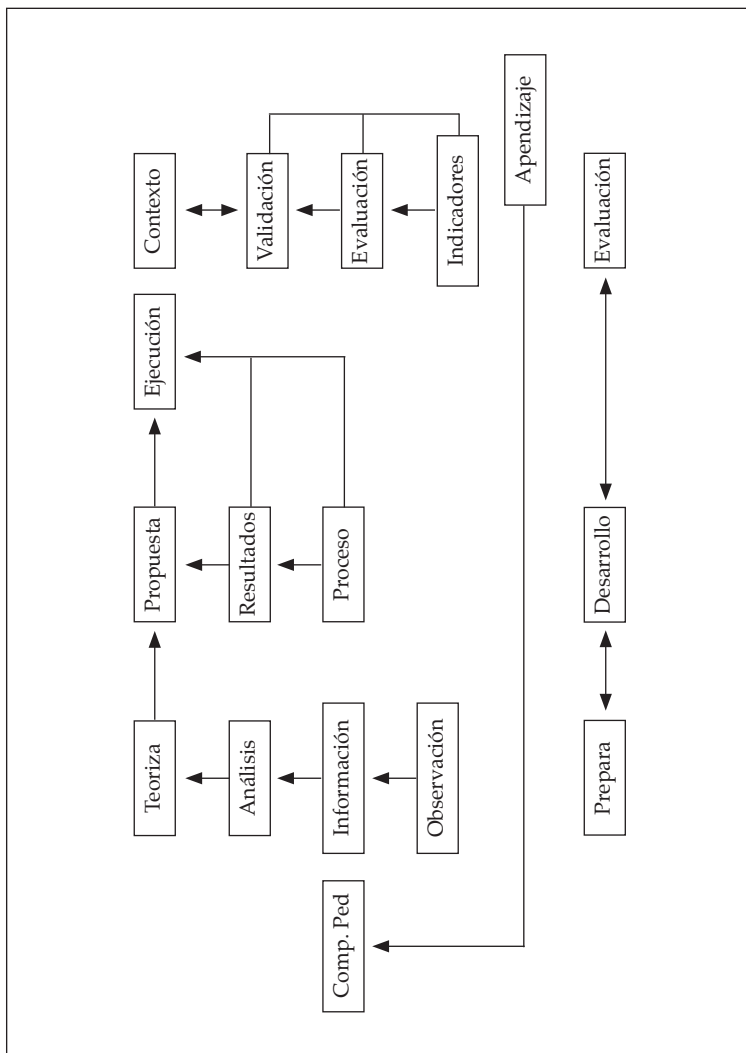 Teoriza
Propuesta
Ejecución
Contexto
Análisis
Resultados
Validación
Comp. Ped
Información
Proceso
Evaluación
Observación
Indicadores
Apendizaje
Prepara
Desarrollo
Evaluación